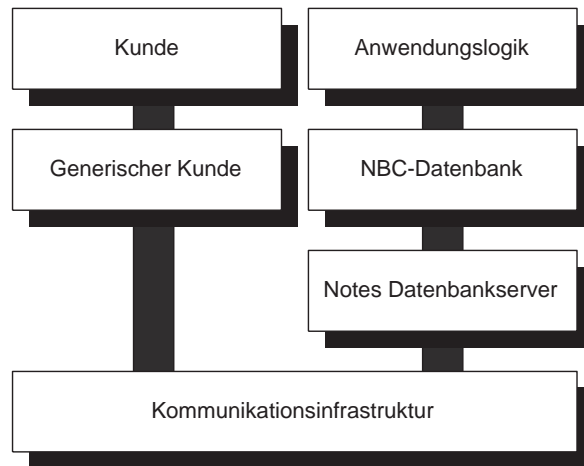 Kunde
Anwendungslogik
Generischer Kunde
NBC-Datenbank
Notes Datenbankserver
Kommunikationsinfrastruktur